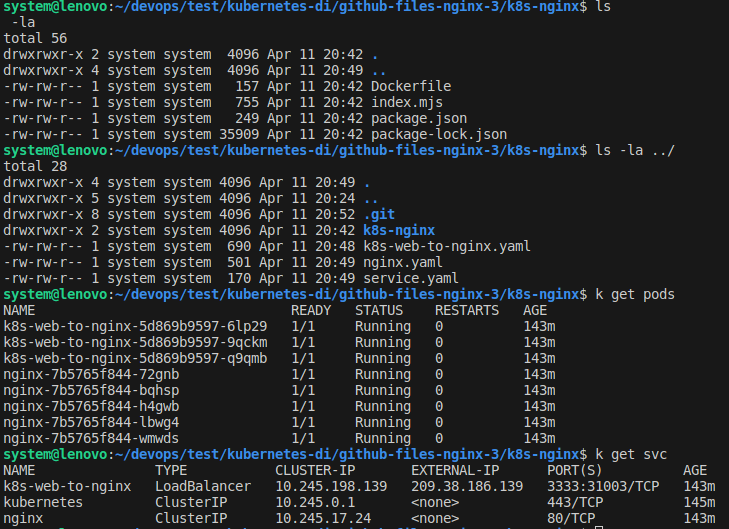 system@lenovo:~/devops/test/kubernetes-di/github-files-nginx-3/k8s-nginx$ ls
 -la
total 56
drwxrwxr-x 2 system system  4096 Apr 11 20:42 .
drwxrwxr-x 4 system system  4096 Apr 11 20:49 ..
-rw-rw-r-- 1 system system   157 Apr 11 20:42 Dockerfile
-rw-rw-r-- 1 system system   755 Apr 11 20:42 index.mjs
-rw-rw-r-- 1 system system   249 Apr 11 20:42 package.json
-rw-rw-r-- 1 system system 35909 Apr 11 20:42 package-lock.json
system@lenovo:~/devops/test/kubernetes-di/github-files-nginx-3/k8s-nginx$ ls -la ../
total 28
drwxrwxr-x 4 system system 4096 Apr 11 20:49 .
drwxrwxr-x 5 system system 4096 Apr 11 20:24 ..
drwxrwxr-x 8 system system 4096 Apr 11 20:52 .git
drwxrwxr-x 2 system system 4096 Apr 11 20:42 k8s-nginx
-rw-rw-r-- 1 system system  690 Apr 11 20:48 k8s-web-to-nginx.yaml
-rw-rw-r-- 1 system system  501 Apr 11 20:49 nginx.yaml
-rw-rw-r-- 1 system system  170 Apr 11 20:49 service.yaml
system@lenovo:~/devops/test/kubernetes-di/github-files-nginx-3/k8s-nginx$ k get pods
NAME                                READY   STATUS    RESTARTS   AGE
k8s-web-to-nginx-5d869b9597-6lp29   1/1     Running   0          143m
k8s-web-to-nginx-5d869b9597-9qckm   1/1     Running   0          143m
k8s-web-to-nginx-5d869b9597-q9qmb   1/1     Running   0          143m
nginx-7b5765f844-72gnb              1/1     Running   0          143m
nginx-7b5765f844-bqhsp              1/1     Running   0          143m
nginx-7b5765f844-h4gwb              1/1     Running   0          143m
nginx-7b5765f844-lbwg4              1/1     Running   0          143m
nginx-7b5765f844-wmwds              1/1     Running   0          143m
system@lenovo:~/devops/test/kubernetes-di/github-files-nginx-3/k8s-nginx$ k get svc
NAME               TYPE           CLUSTER-IP       EXTERNAL-IP      PORT(S)          AGE
k8s-web-to-nginx   LoadBalancer   10.245.198.139   209.38.186.139   3333:31003/TCP   143m
kubernetes         ClusterIP      10.245.0.1       <none>           443/TCP          145m
nginx              ClusterIP      10.245.17.24     <none>           80/TCP           143m